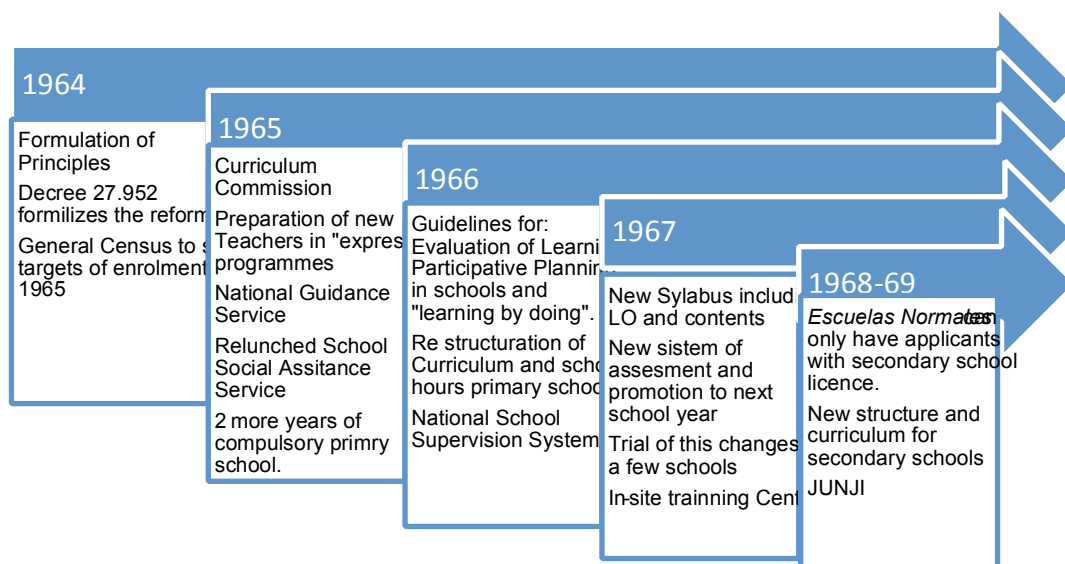 1964
Formulation of
Principles
Decree 27.952
formilizes the reform
General Census to s
targets of enrolment
1965
1965
Curriculum
Commission
Preparation of new
Teachers in "expres
programmes
National Guidance
Service
Relunched School
Social Assitance
Service
2 more years of
compulsory primry
school.
1966
Guidelines for:
Evaluation of Learni
Participative Planning
in schools and
"learning by doing".
Re structuration of
Curriculum and scho
hours primary schoo
National School
Supervision System
1967
New Sylabus includi
LO and contents
New sistem of
assesment and
promotion to next
school year
Trial of this changes
a few schools
In-site trainning Cent
1968-69
Escuelas Normales can
only have applicants
with secondary school
licence.
New structure and
curriculum for
secondary schools
JUNJI